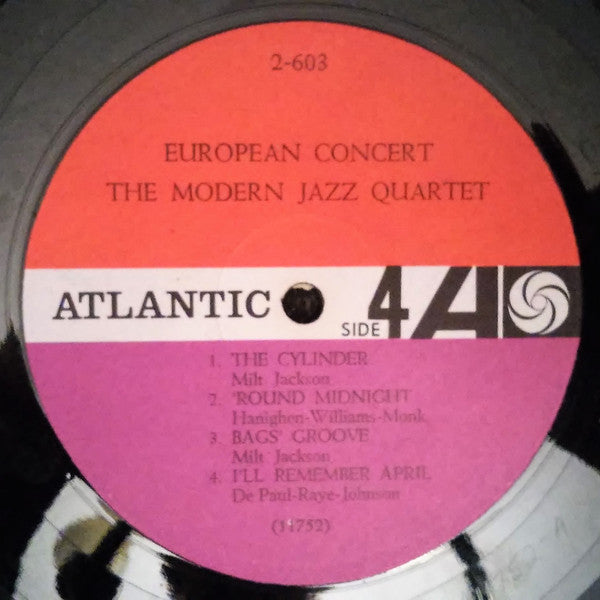 2-603
EUROPEAN CONCERT
THE MODERN JAZZ QUARTET
ATLANTIC SIDE 4 A
1. THE CYLINDER
Milt Jackson
2. 'ROUND MIDNIGHT
Hanighen-Williams-Monk
3. BAGS' GROOVE
Milt Jackson
4. I'LL REMEMBER APRIL
De Paul-Raye-Johnson
(11752)